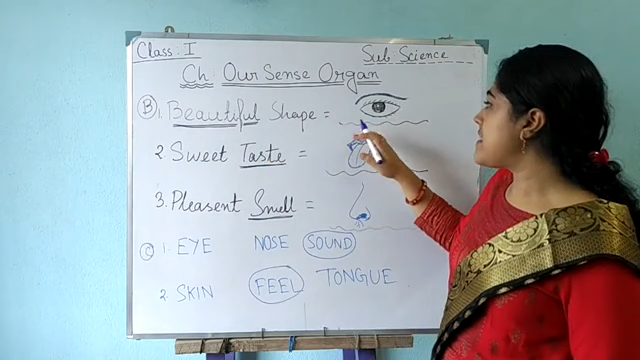 Class: I
Sub Science
Ch: Our Sense Organ
(B) 1. Beautiful Shape =
2. Sweet Taste =
3. Pleasent Smell =
(C) 1. EYE NOSE SOUND
2. SKIN FEEL TONGUE